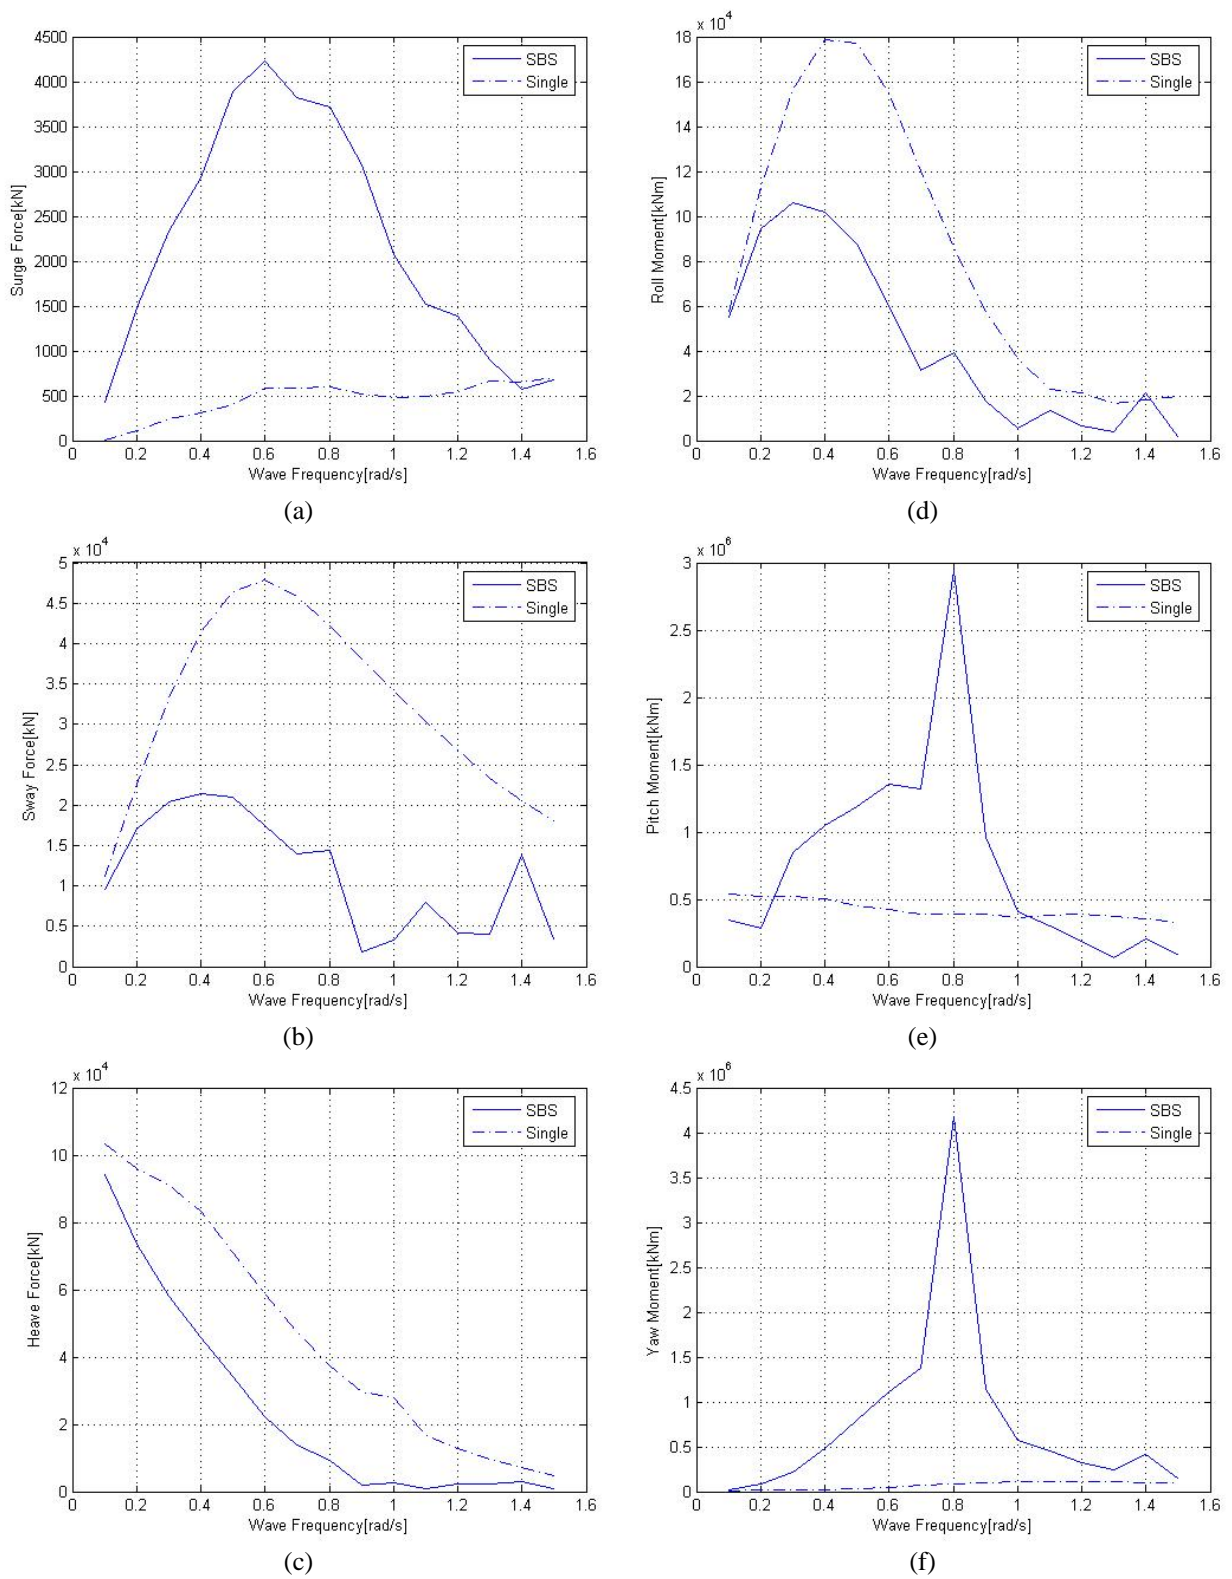 4500
4000
3500
3000
2500
2000
1500
1000
500
0
Surge Force[kN]
SBS
Single
0 0.2 0.4 0.6 0.8 1 1.2 1.4 1.6
Wave Frequency[rad/s]
(a)
x 10^4
18
16
14
12
10
8
6
4
2
0
Roll Moment[kNm]
SBS
Single
0 0.2 0.4 0.6 0.8 1 1.2 1.4 1.6
Wave Frequency[rad/s]
(d)
x 10^4
5
4.5
4
3.5
3
2.5
2
1.5
1
0.5
0
Sway Force[kN]
SBS
Single
0 0.2 0.4 0.6 0.8 1 1.2 1.4 1.6
Wave Frequency[rad/s]
(b)
x 10^6
3
2.5
2
1.5
1
0.5
0
Pitch Moment[kNm]
SBS
Single
0 0.2 0.4 0.6 0.8 1 1.2 1.4 1.6
Wave Frequency[rad/s]
(e)
x 10^4
12
10
8
6
4
2
0
Heave Force[kN]
SBS
Single
0 0.2 0.4 0.6 0.8 1 1.2 1.4 1.6
Wave Frequency[rad/s]
(c)
x 10^6
4.5
4
3.5
3
2.5
2
1.5
1
0.5
0
Yaw Moment[kNm]
SBS
Single
0 0.2 0.4 0.6 0.8 1 1.2 1.4 1.6
Wave Frequency[rad/s]
(f)